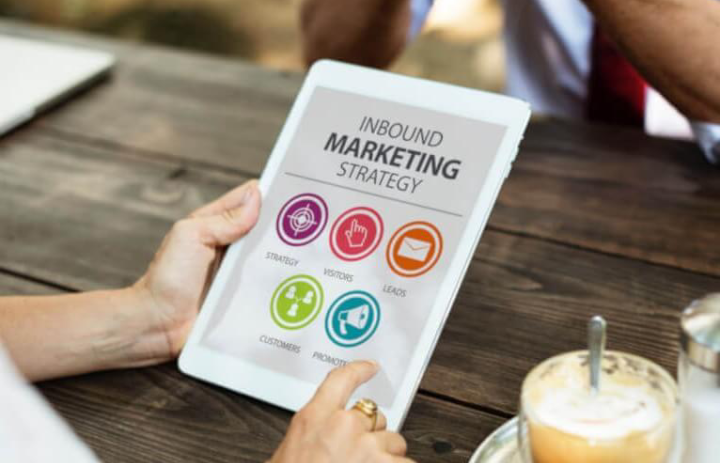 INBOUND
MARKETING
STRATEGY
STRATEGY
VISITORS
LEADS
CUSTOMERS